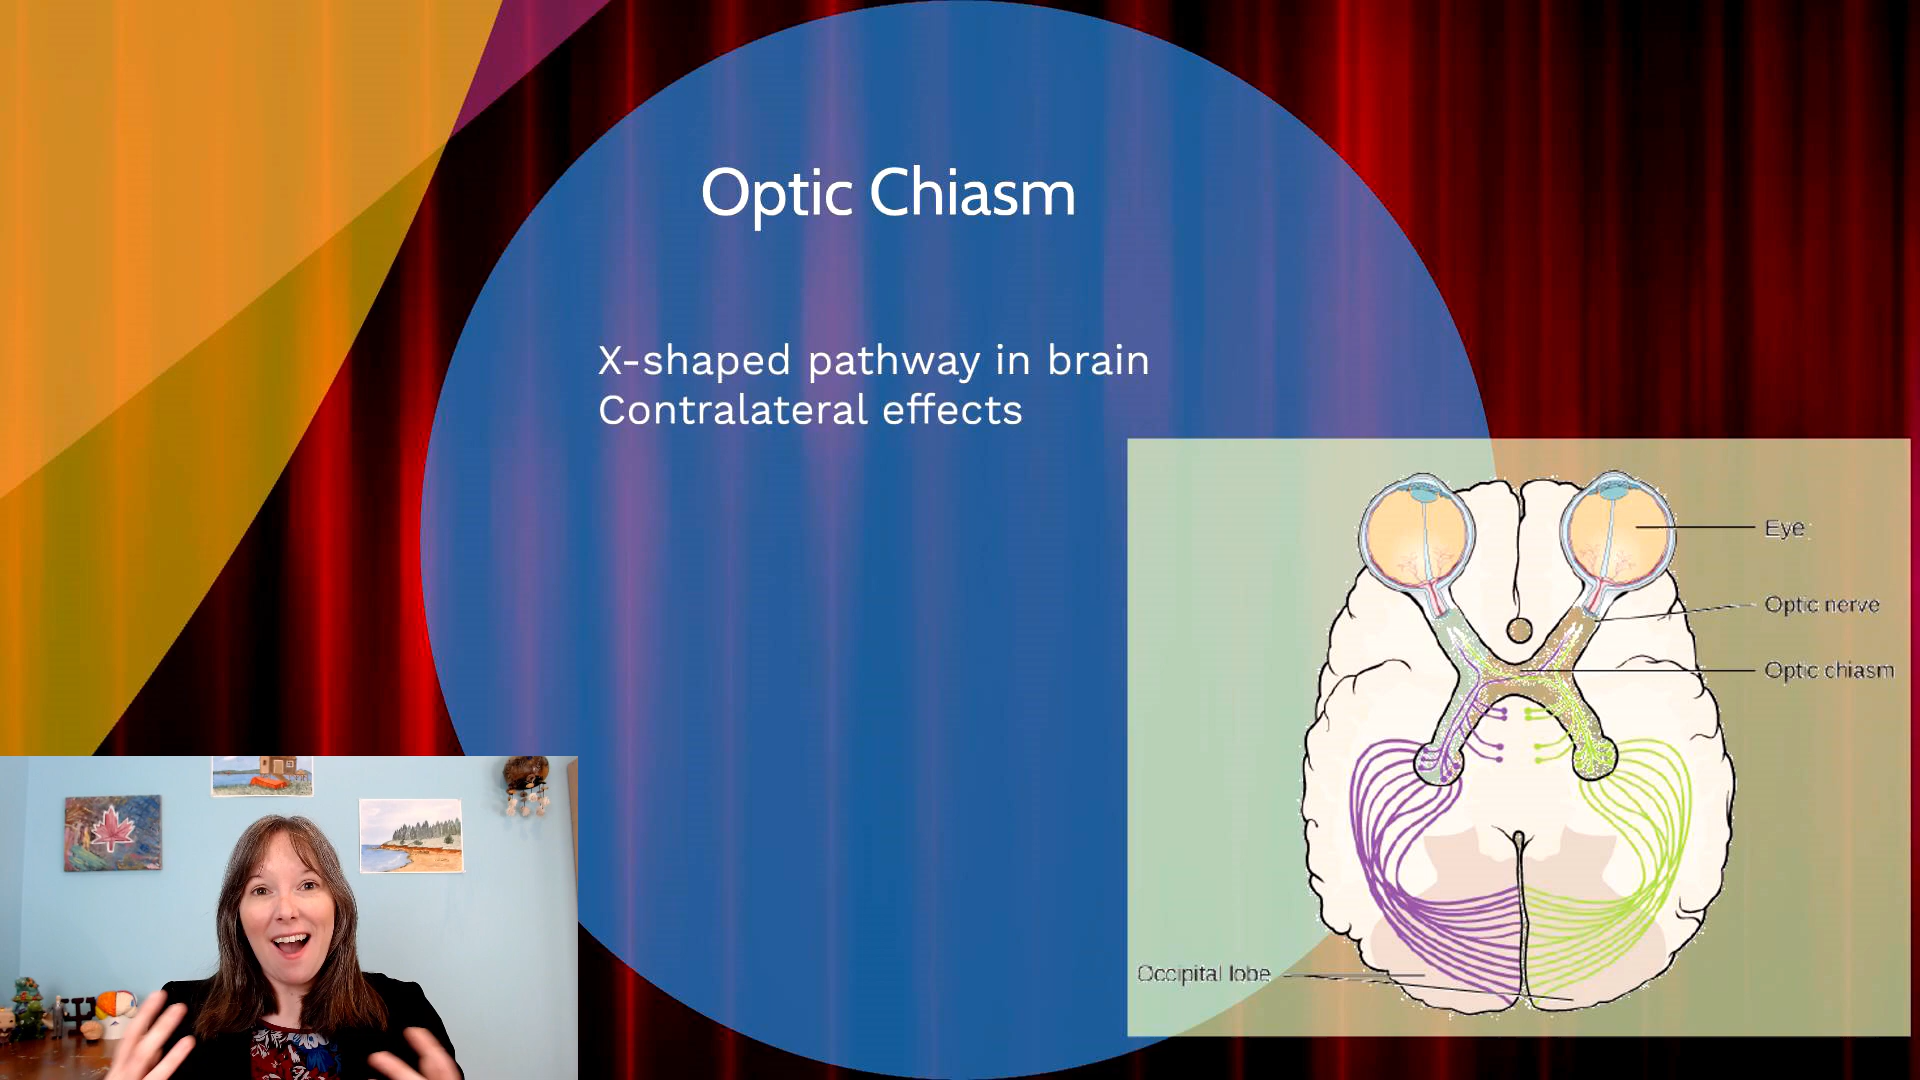 Optic Chiasm
X-shaped pathway in brain
Contralateral effects
Eye
Optic nerve
Optic chiasm
Occipital lobe